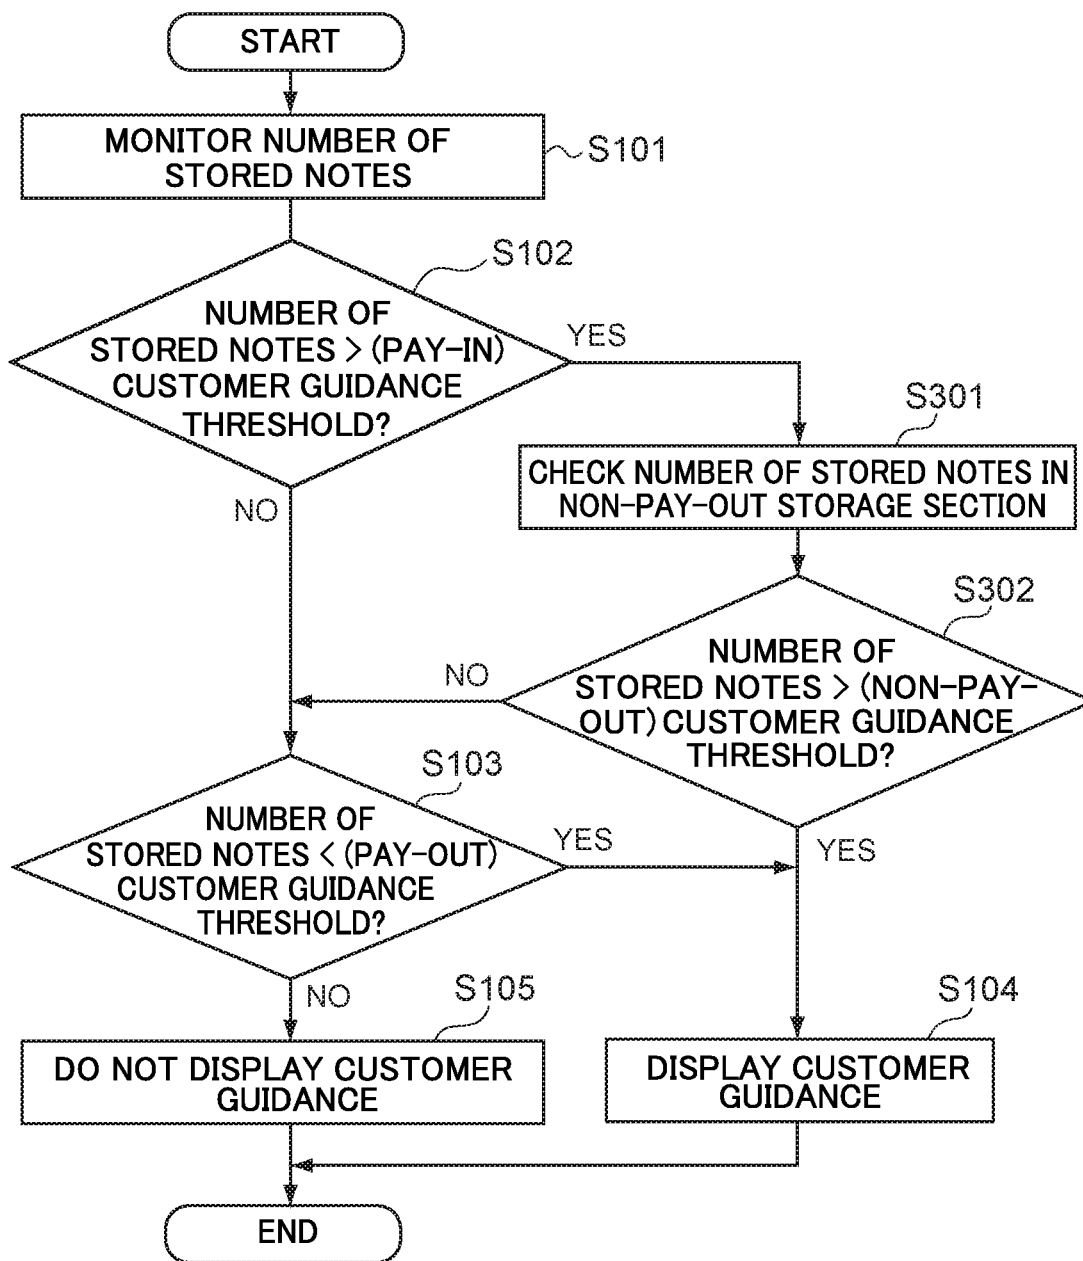 START
MONITOR NUMBER OF
STORED NOTES
S101
S102
NUMBER OF
STORED NOTES > (PAY-IN)
CUSTOMER GUIDANCE
THRESHOLD?
YES
NO
S301
CHECK NUMBER OF STORED NOTES IN
NON-PAY-OUT STORAGE SECTION
S302
NUMBER OF
STORED NOTES > (NON-PAY-
OUT) CUSTOMER GUIDANCE
THRESHOLD?
NO
YES
S103
NUMBER OF
STORED NOTES < (PAY-OUT)
CUSTOMER GUIDANCE
THRESHOLD?
YES
NO
S105
DO NOT DISPLAY CUSTOMER
GUIDANCE
S104
DISPLAY CUSTOMER
GUIDANCE
END